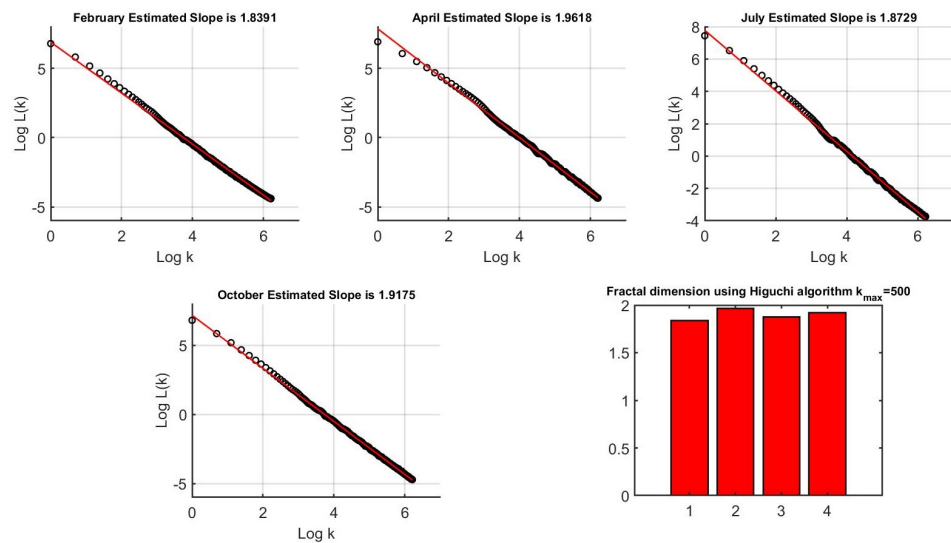 February Estimated Slope is 1.8391
5
0
-5
0 2 4 6
Log L(k)
Log k
April Estimated Slope is 1.9618
5
0
-5
0 2 4 6
Log L(k)
Log k
July Estimated Slope is 1.8729
8
6
4
2
0
-2
-4
0 2 4 6
Log L(k)
Log k
October Estimated Slope is 1.9175
5
0
-5
0 2 4 6
Log L(k)
Log k
Fractal dimension using Higuchi algorithm kmax=500
2
1.5
1
0.5
0
1 2 3 4